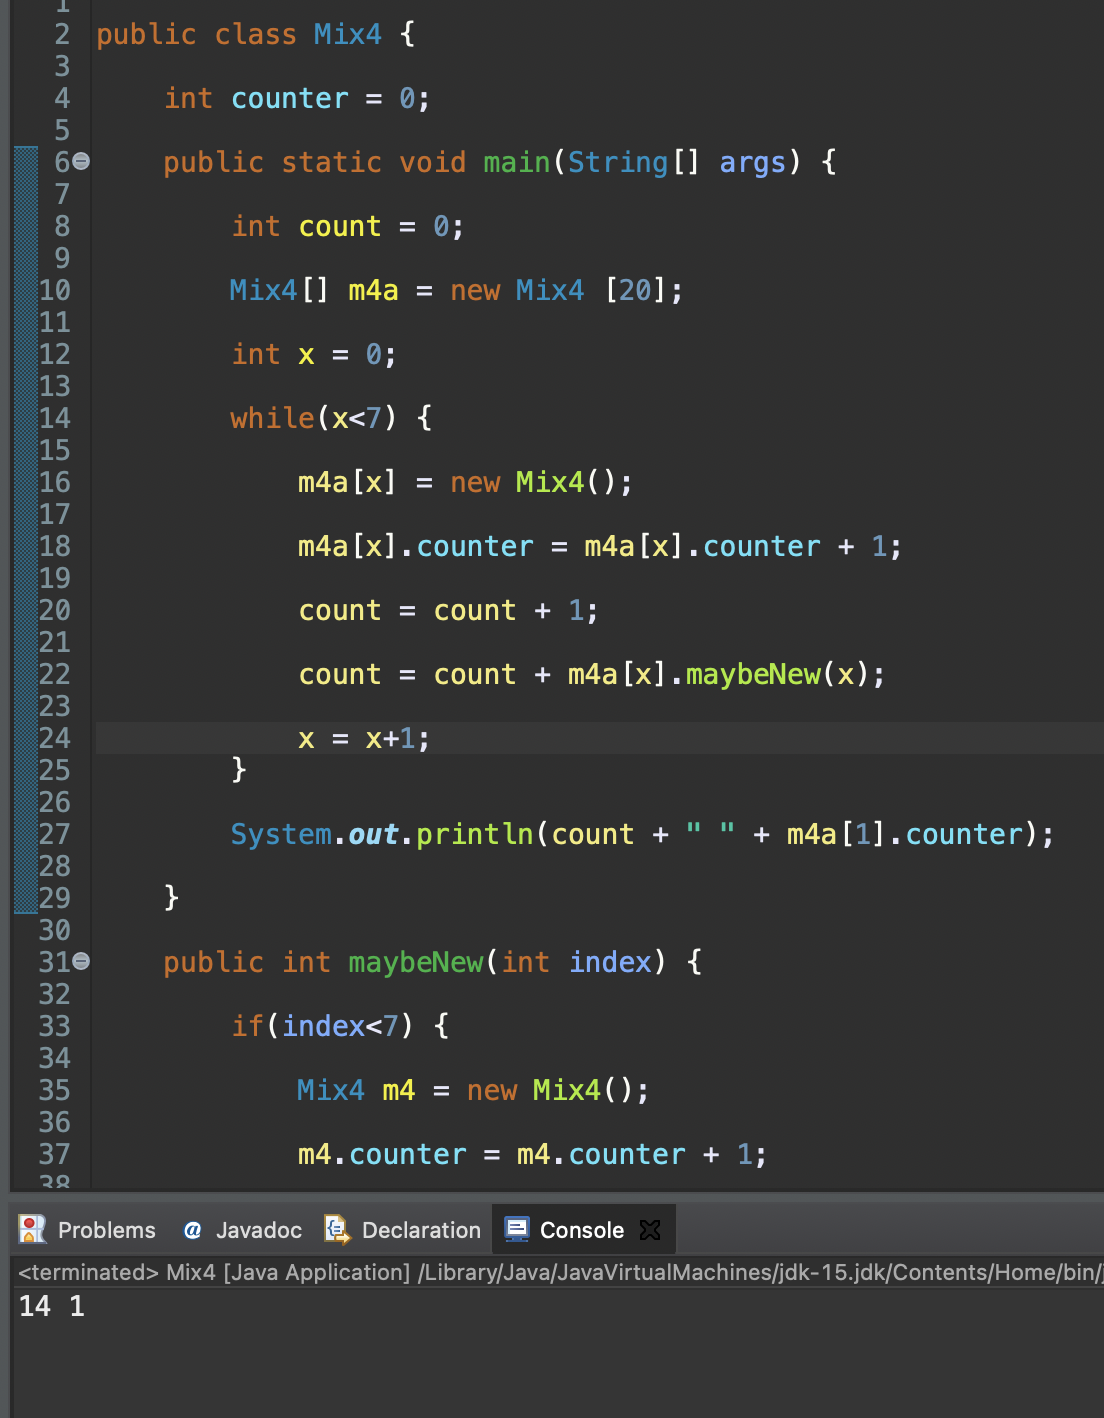 1
2 public class Mix4 {
3
4 int counter = 0;
5
6 public static void main(String[] args) {
7
8 int count = 0;
9
10 Mix4[] m4a = new Mix4 [20];
11
12 int x = 0;
13
14 while(x<7) {
15
16 m4a[x] = new Mix4();
17
18 m4a[x].counter = m4a[x].counter + 1;
19
20 count = count + 1;
21
22 count = count + m4a[x].maybeNew(x);
23
24 x = x+1;
25 }
26
27 System.out.println(count + " " + m4a[1].counter);
28
29 }
30
31 public int maybeNew(int index) {
32
33 if(index<7) {
34
35 Mix4 m4 = new Mix4();
36
37 m4.counter = m4.counter + 1;
38
Problems @ Javadoc Declaration Console
<terminated> Mix4 [Java Application] /Library/Java/JavaVirtualMachines/jdk-15.jdk/Contents/Home/bin/j
14 1